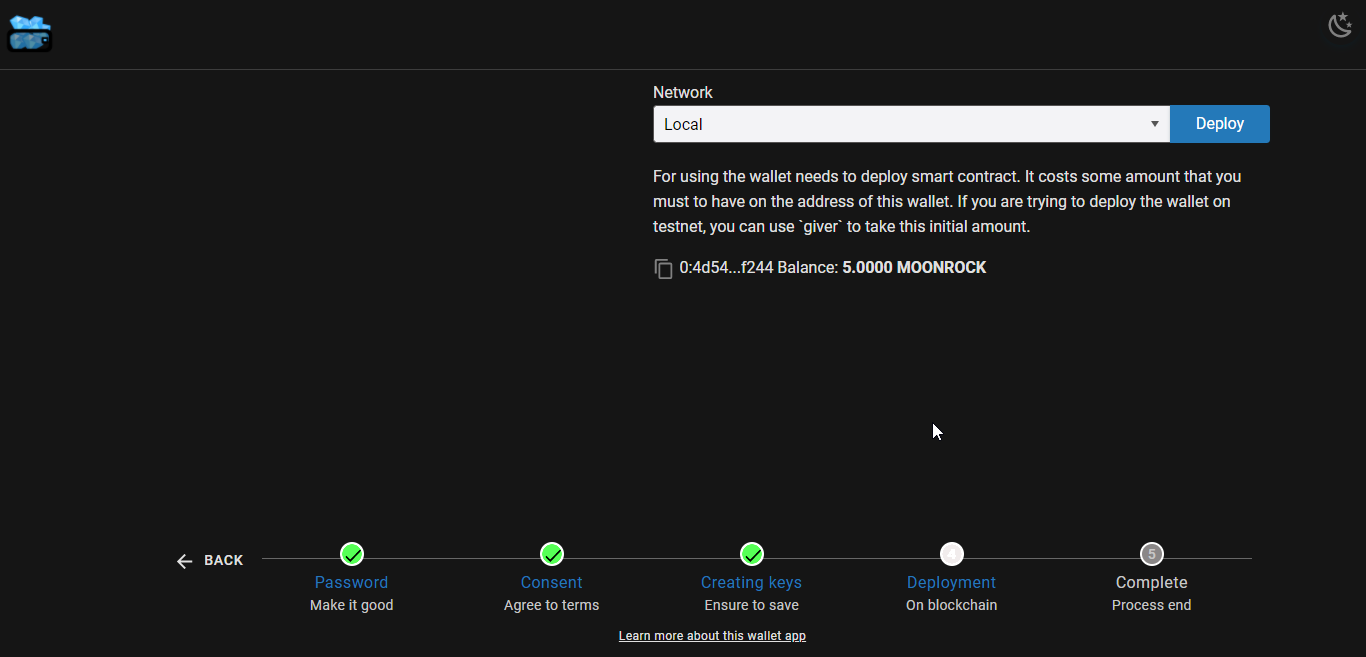 Network
Local
Deploy
For using the wallet needs to deploy smart contract. It costs some amount that you
must to have on the address of this wallet. If you are trying to deploy the wallet on
testnet, you can use `giver` to take this initial amount.
0:4d54...f244 Balance: 5.0000 MOONROCK
BACK
4
5
Password
Consent
Creating keys
Deployment
Complete
Make it good
Agree to terms
Ensure to save
On blockchain
Process end
Learn more about this wallet app